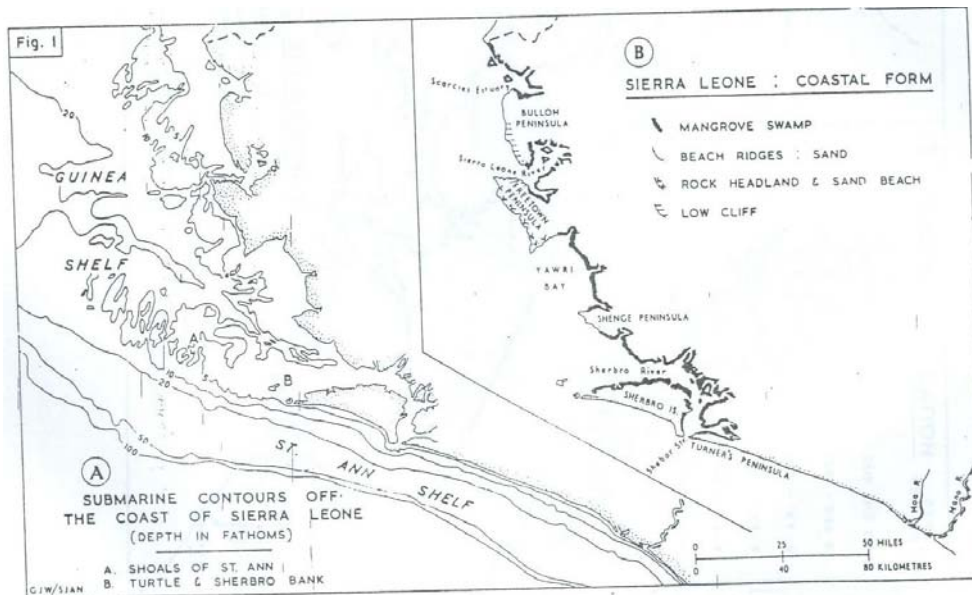 Fig. 1
20
10
5
GUINEA
SHELF
A
B
10
5
20
50
100
ST. ANN SHELF
A
SUBMARINE CONTOURS OFF-
THE COAST OF SIERRA LEONE
(DEPTH IN FATHOMS)
A. SHOALS OF ST. ANN
B. TURTLE & SHERBRO BANK
GJW/SJAN
B
SIERRA LEONE : COASTAL FORM
MANGROVE SWAMP
BEACH RIDGES : SAND
ROCK HEADLAND & SAND BEACH
LOW CLIFF
Scarcies Estuary
BULLOM
PENINSULA
Sierra Leone River
FREETOWN
PENINSULA
YAWRI
BAY
SHENGE PENINSULA
Sherbro River
SHERBRO IS.
Shebar Str.
TURNER'S PENINSULA
Moa R
Mano
0 25 50 MILES
0 40 80 KILOMETRES